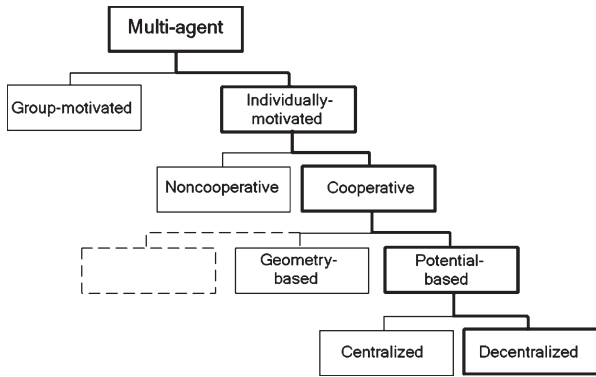 Multi-agent
Group-motivated
Individually-
motivated
Noncooperative
Cooperative
Geometry-
based
Potential-
based
Centralized
Decentralized